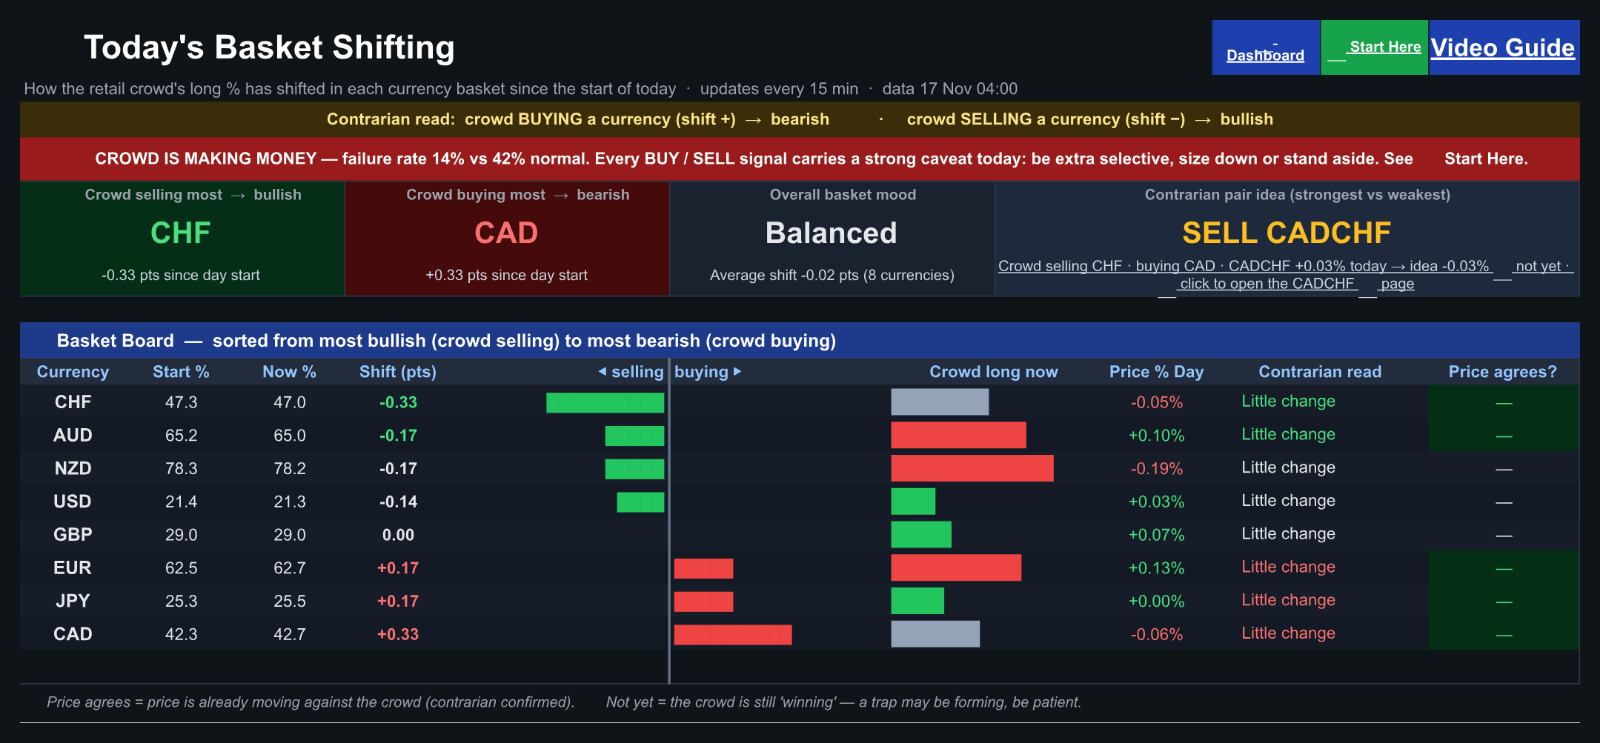 Today's Basket Shifting
Dashboard
Start Here
Video Guide
How the retail crowd's long % has shifted in each currency basket since the start of today · updates every 15 min · data 17 Nov 04:00
Contrarian read: crowd BUYING a currency (shift +) → bearish · crowd SELLING a currency (shift −) → bullish
CROWD IS MAKING MONEY — failure rate 14% vs 42% normal. Every BUY / SELL signal carries a strong caveat today: be extra selective, size down or stand aside. See Start Here.
Crowd selling most → bullish
CHF
-0.33 pts since day start
Crowd buying most → bearish
CAD
+0.33 pts since day start
Overall basket mood
Balanced
Average shift -0.02 pts (8 currencies)
Contrarian pair idea (strongest vs weakest)
SELL CADCHF
Crowd selling CHF · buying CAD · CADCHF +0.03% today → idea -0.03% not yet ·
click to open the CADCHF page
Basket Board — sorted from most bullish (crowd selling) to most bearish (crowd buying)
Currency Start % Now % Shift (pts) ◀ selling buying ▶ Crowd long now Price % Day Contrarian read Price agrees?
CHF 47.3 47.0 -0.33 -0.05% Little change —
AUD 65.2 65.0 -0.17 +0.10% Little change —
NZD 78.3 78.2 -0.17 -0.19% Little change —
USD 21.4 21.3 -0.14 +0.03% Little change —
GBP 29.0 29.0 0.00 +0.07% Little change —
EUR 62.5 62.7 +0.17 +0.13% Little change —
JPY 25.3 25.5 +0.17 +0.00% Little change —
CAD 42.3 42.7 +0.33 -0.06% Little change —
Price agrees = price is already moving against the crowd (contrarian confirmed). Not yet = the crowd is still 'winning' — a trap may be forming, be patient.